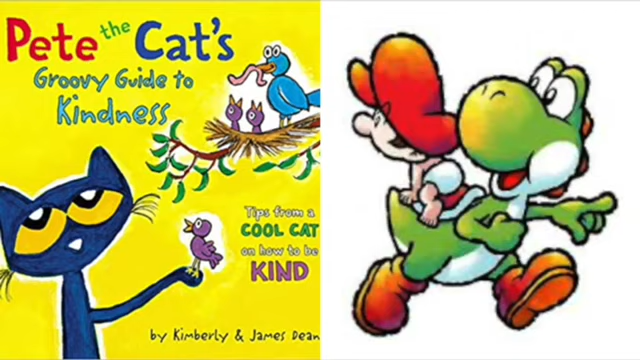 Pete the Cat's
Groovy Guide to
Kindness
Tips from a
COOL CAT
on how to be
KIND
by Kimberly & James Dean